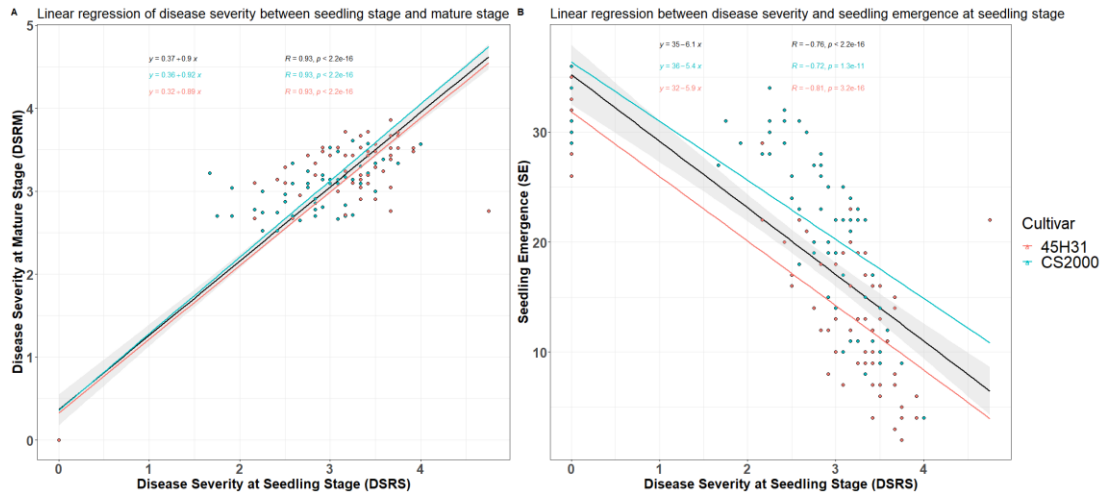 A Linear regression of disease severity between seedling stage and mature stage
y = 0.37 + 0.9 x R = 0.93, p < 2.2e-16
y = 0.36 + 0.92 x R = 0.93, p < 2.2e-16
y = 0.32 + 0.89 x R = 0.93, p < 2.2e-16
Disease Severity at Mature Stage (DSRM)
5
4
3
2
1
0
0 1 2 3 4
Disease Severity at Seedling Stage (DSRS)
B Linear regression between disease severity and seedling emergence at seedling stage
y = 35 − 6.1 x R = −0.76, p < 2.2e-16
y = 36 − 5.4 x R = −0.72, p = 1.3e-11
y = 32 − 5.9 x R = −0.81, p = 3.2e-16
Seedling Emergence (SE)
30
20
10
0 1 2 3 4
Disease Severity at Seedling Stage (DSRS)
Cultivar
45H31
CS2000